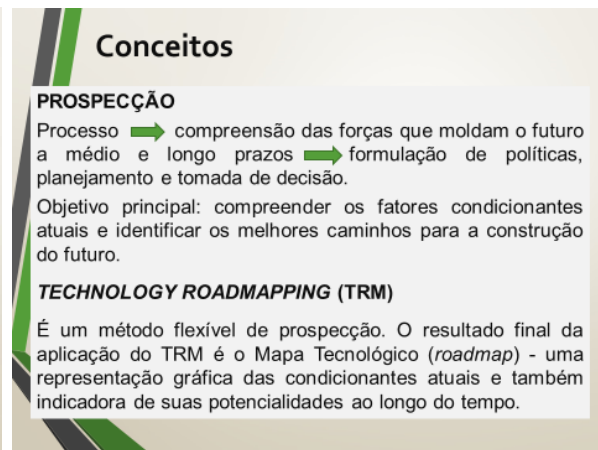 Conceitos
PROSPECÇÃO
Processo compreensão das forças que moldam o futuro
a médio e longo prazos formulação de políticas,
planejamento e tomada de decisão.
Objetivo principal: compreender os fatores condicionantes
atuais e identificar os melhores caminhos para a construção
do futuro.
TECHNOLOGY ROADMAPPING (TRM)
É um método flexível de prospecção. O resultado final da
aplicação do TRM é o Mapa Tecnológico (roadmap) - uma
representação gráfica das condicionantes atuais e também
indicadora de suas potencialidades ao longo do tempo.